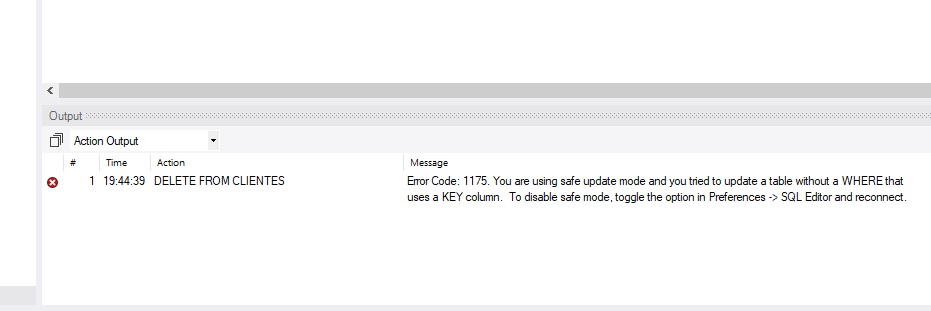 Output
Action Output
# Time Action Message
1 19:44:39 DELETE FROM CLIENTES Error Code: 1175. You are using safe update mode and you tried to update a table without a WHERE that
uses a KEY column.  To disable safe mode, toggle the option in Preferences -> SQL Editor and reconnect.